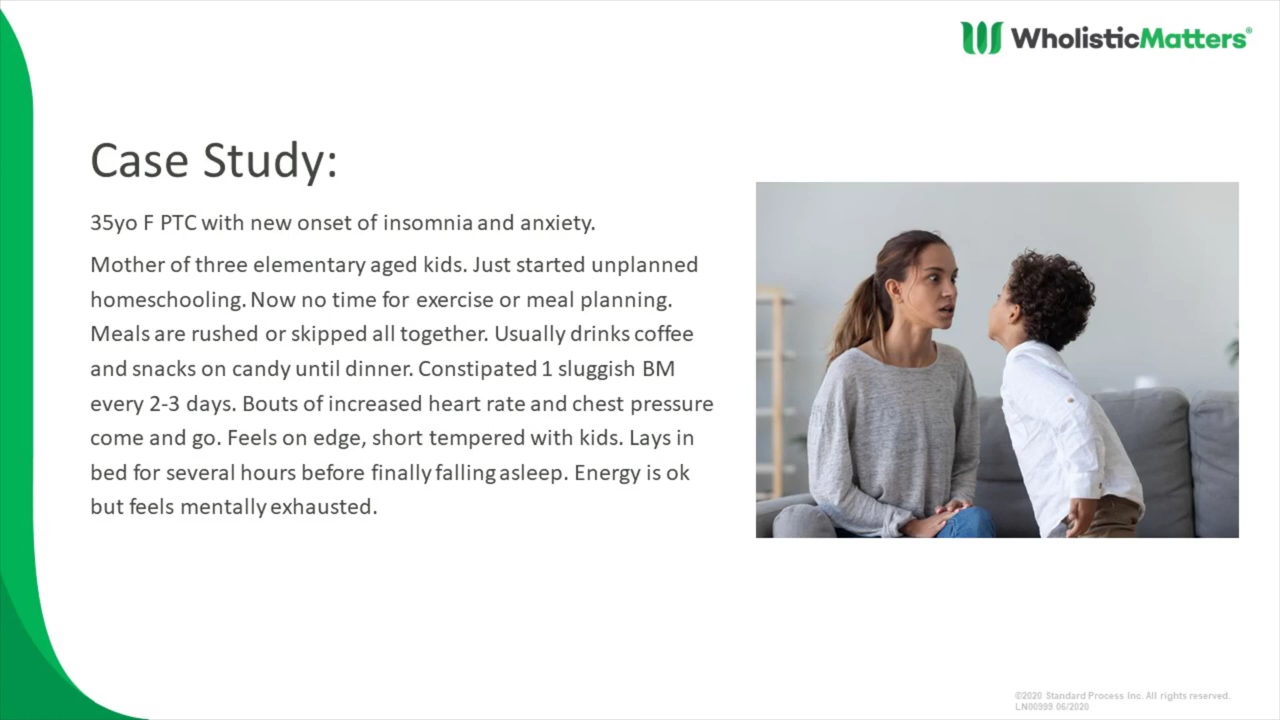 WholisticMatters®
Case Study:
35yo F PTC with new onset of insomnia and anxiety.
Mother of three elementary aged kids. Just started unplanned
homeschooling. Now no time for exercise or meal planning.
Meals are rushed or skipped all together. Usually drinks coffee
and snacks on candy until dinner. Constipated 1 sluggish BM
every 2-3 days. Bouts of increased heart rate and chest pressure
come and go. Feels on edge, short tempered with kids. Lays in
bed for several hours before finally falling asleep. Energy is ok
but feels mentally exhausted.
©2020 Standard Process Inc. All rights reserved.
LN00999 06/2020